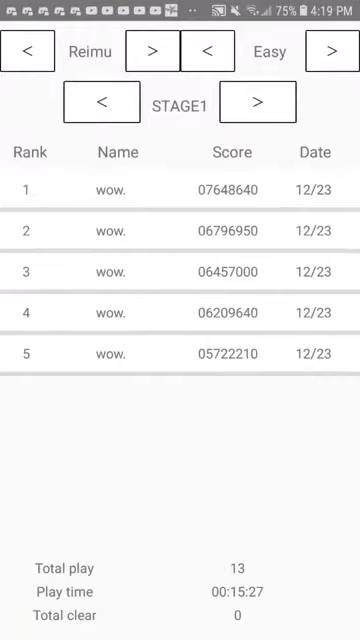 75% 4:19 PM
< Reimu > < Easy >
< STAGE1 >
Rank Name Score Date
1 wow. 07648640 12/23
2 wow. 06796950 12/23
3 wow. 06457000 12/23
4 wow. 06209640 12/23
5 wow. 05722210 12/23
Total play 13
Play time 00:15:27
Total clear 0